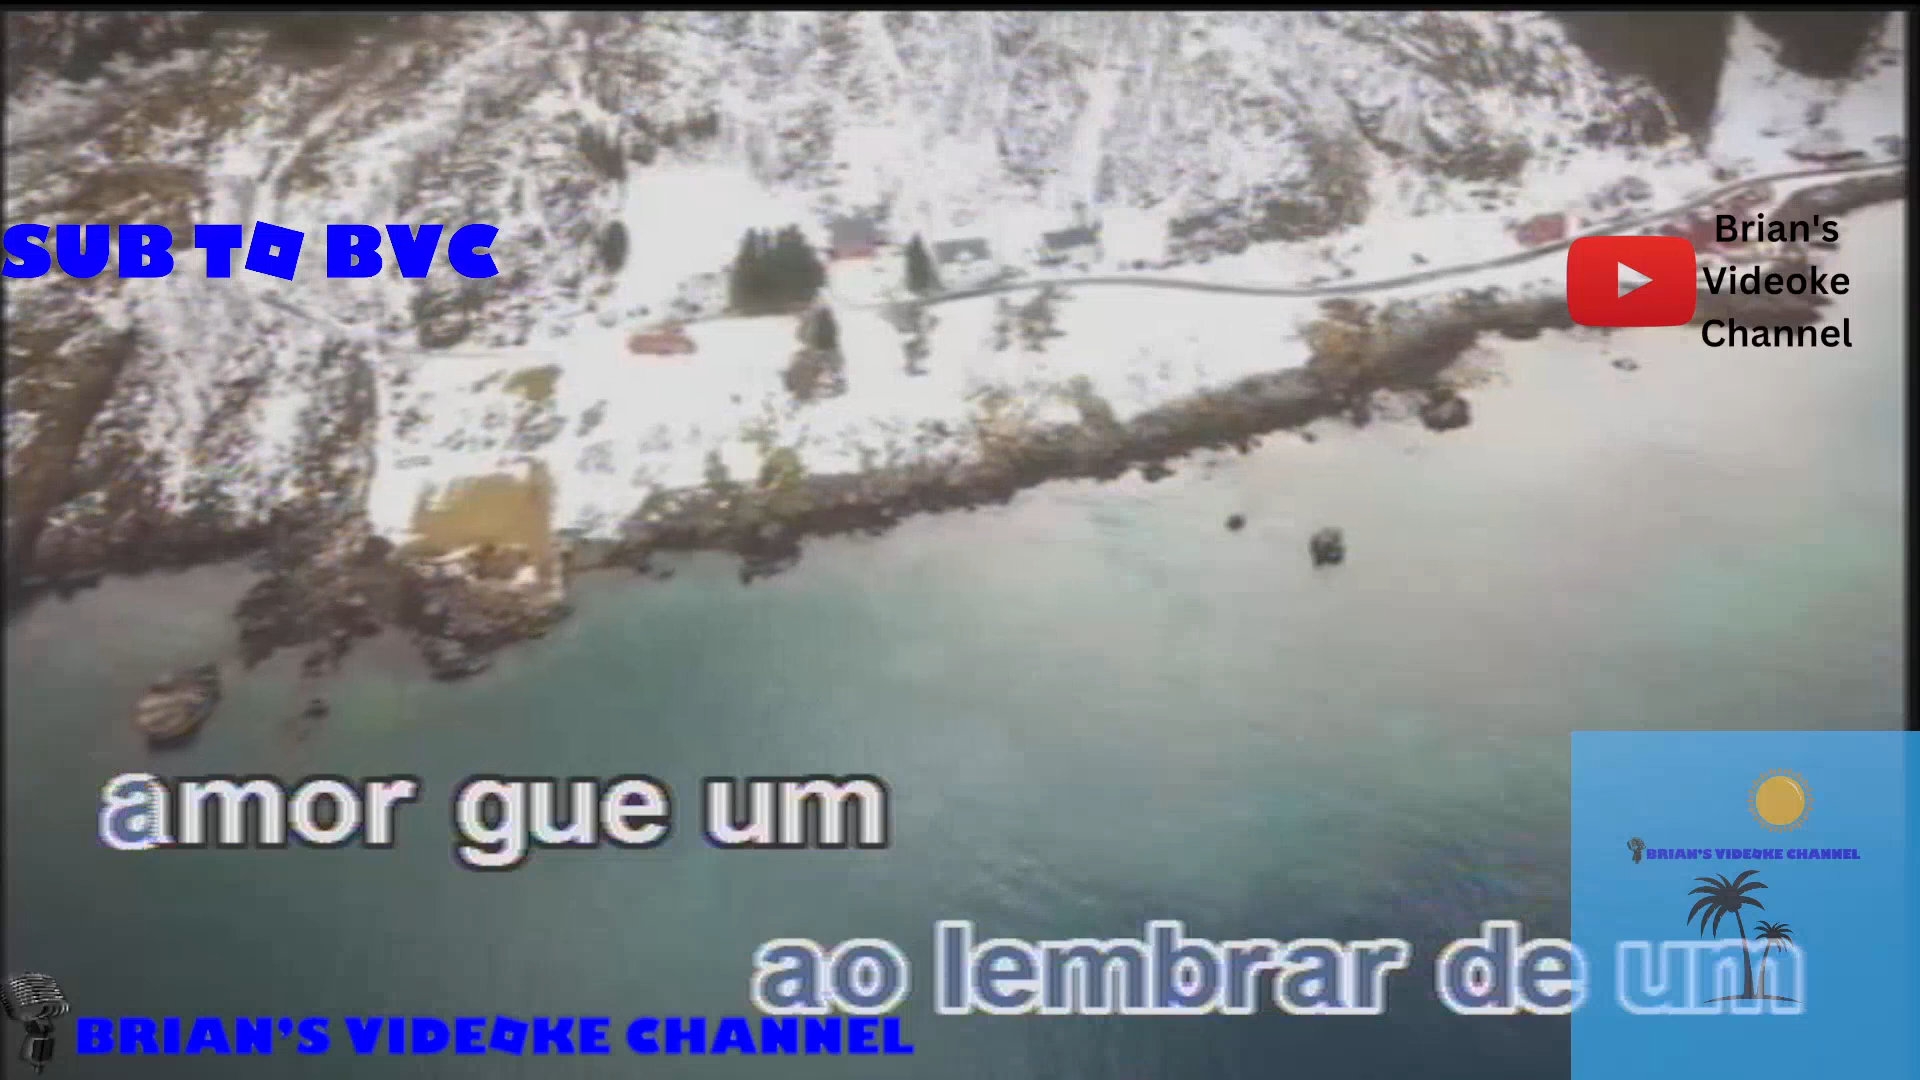 SUB TO BVC
Brian's
Videoke
Channel
amor gue um
BRIAN'S VIDEOKE CHANNEL
ao lembrar de um
BRIAN'S VIDEOKE CHANNEL